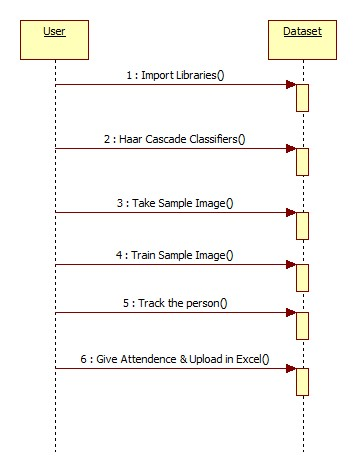 User
Dataset
1 : Import Libraries()
2 : Haar Cascade Classifiers()
3 : Take Sample Image()
4 : Train Sample Image()
5 : Track the person()
6 : Give Attendence & Upload in Excel()